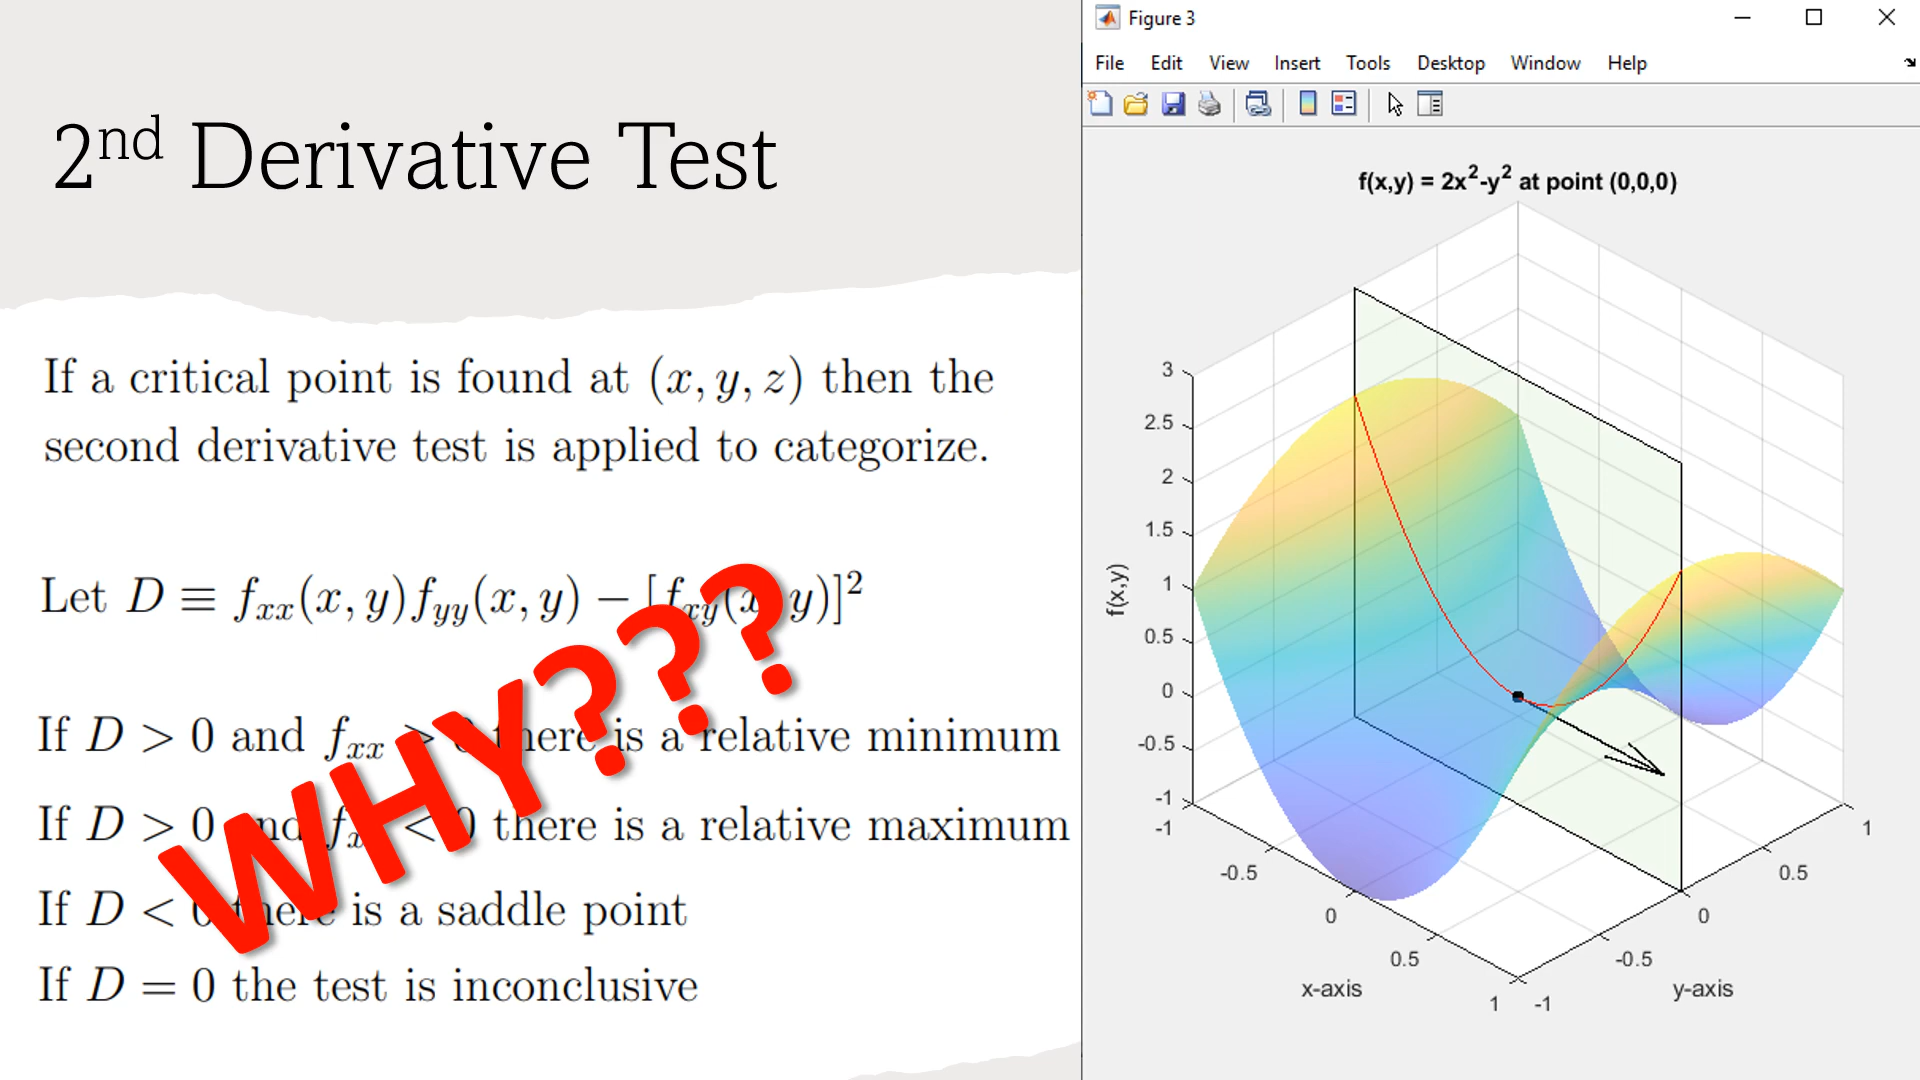 2nd Derivative Test
If a critical point is found at (x, y, z) then the
second derivative test is applied to categorize.
Let D ≡ fxx(x, y)fyy(x, y) − [fxy(x, y)]²
If D > 0 and fxx > 0 there is a relative minimum
If D > 0 and fxx < 0 there is a relative maximum
If D < 0 there is a saddle point
If D = 0 the test is inconclusive
WHY???
Figure 3
File Edit View Insert Tools Desktop Window Help
f(x,y) = 2x²-y² at point (0,0,0)
3
2.5
2
1.5
1
0.5
0
-0.5
-1
f(x,y)
-1
-0.5
0
0.5
1
x-axis
-1
-0.5
0
0.5
1
y-axis